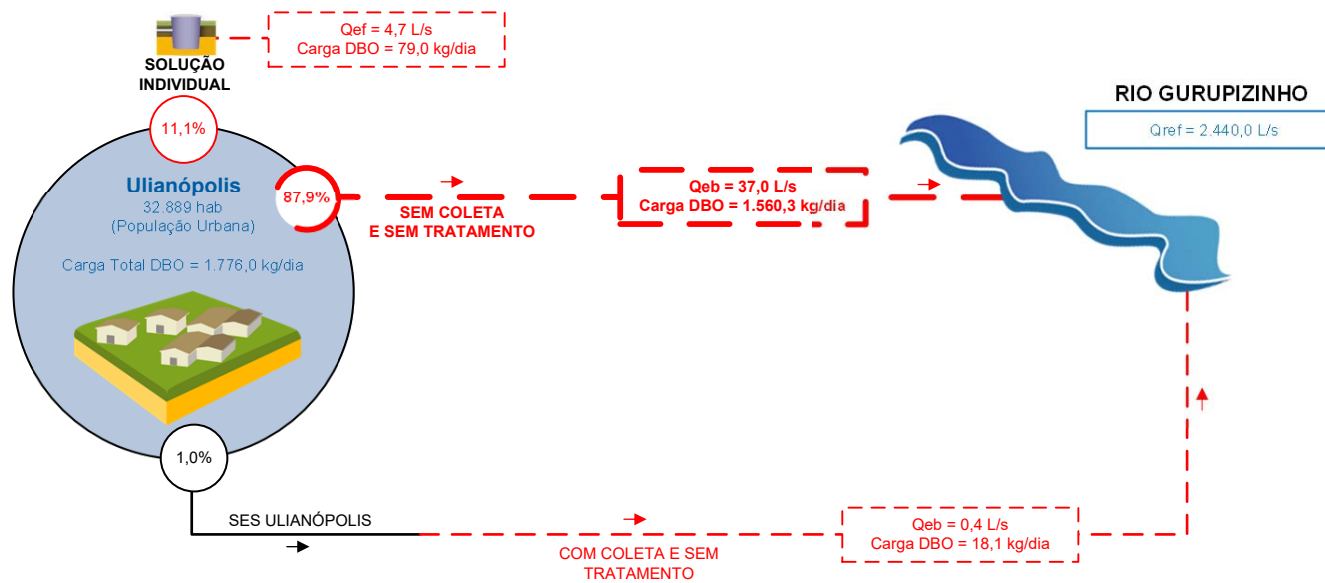 Qef = 4,7 L/s
Carga DBO = 79,0 kg/dia
SOLUÇÃO
INDIVIDUAL
11,1%
RIO GURUPIZINHO
Qref = 2.440,0 L/s
Ulianópolis
32.889 hab
(População Urbana)
Carga Total DBO = 1.776,0 kg/dia
87,9%
SEM COLETA
E SEM TRATAMENTO
Qeb = 37,0 L/s
Carga DBO = 1.560,3 kg/dia
1,0%
SES ULIANÓPOLIS
COM COLETA E SEM
TRATAMENTO
Qeb = 0,4 L/s
Carga DBO = 18,1 kg/dia